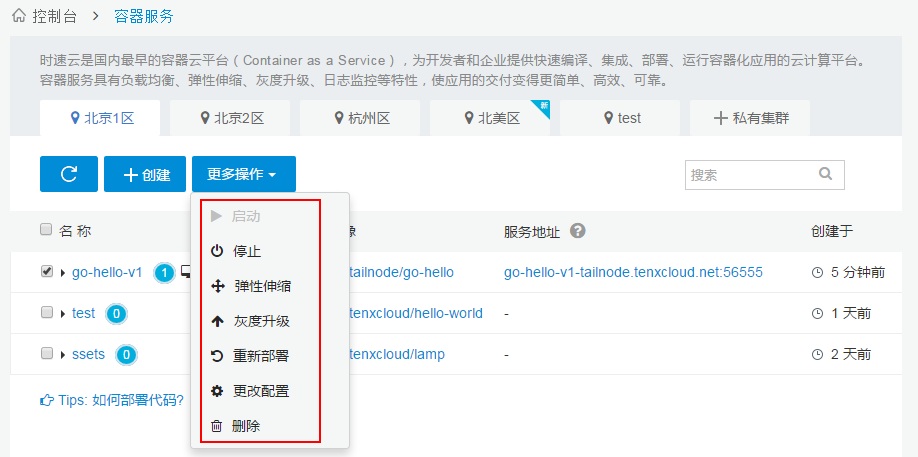 控制台 > 容器服务
时速云是国内最早的容器云平台（Container as a Service），为开发者和企业提供快速编译、集成、部署、运行容器化应用的云计算平台。
容器服务具有负载均衡、弹性伸缩、灰度升级、日志监控等特性，使应用的交付变得更简单、高效、可靠。
北京1区 北京2区 杭州区 北美区 新 test 私有集群
创建 更多操作 搜索
启动
停止
弹性伸缩
灰度升级
重新部署
更改配置
删除
名 称 像 服务地址 ? 创建于
go-hello-v1 1 tailnode/go-hello go-hello-v1-tailnode.tenxcloud.net:56555 5 分钟前
test 0 tenxcloud/hello-world - 1 天前
ssets 0 tenxcloud/lamp - 2 天前
Tips: 如何部署代码?